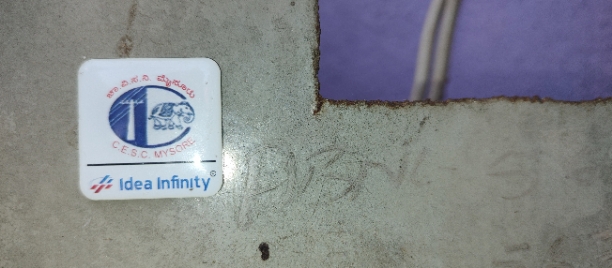 ಚಾ.ವಿ.ಸ.ನಿ. ಮೈಸೂರು
C.E.S.C. MYSORE
Idea Infinity®